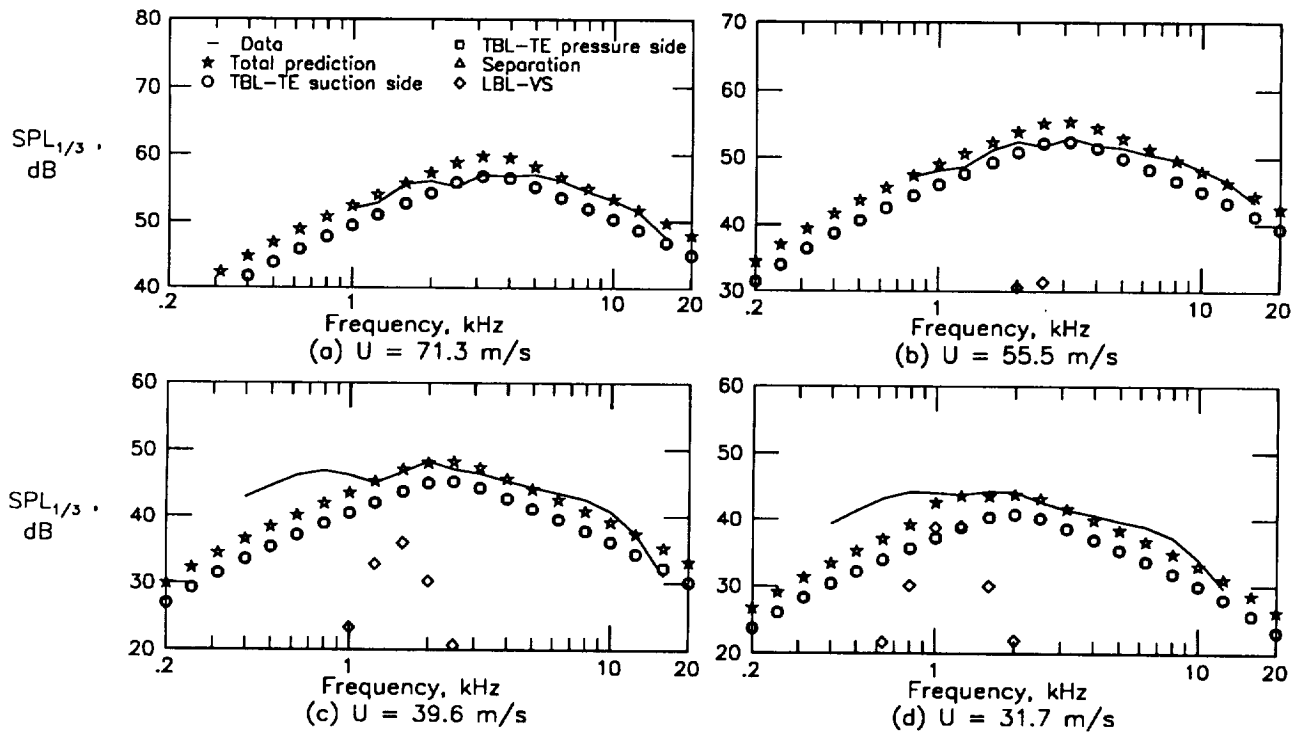 80
70
60
50
40
SPL1/3 , dB
— Data
☆ Total prediction
○ TBL-TE suction side
□ TBL-TE pressure side
△ Separation
◇ LBL-VS
.2 1 10 20
Frequency, kHz
(a) U = 71.3 m/s
70
60
50
40
30
.2 1 10 20
Frequency, kHz
(b) U = 55.5 m/s
60
50
40
30
20
SPL1/3 , dB
.2 1 10 20
Frequency, kHz
(c) U = 39.6 m/s
60
50
40
30
20
.2 1 10 20
Frequency, kHz
(d) U = 31.7 m/s